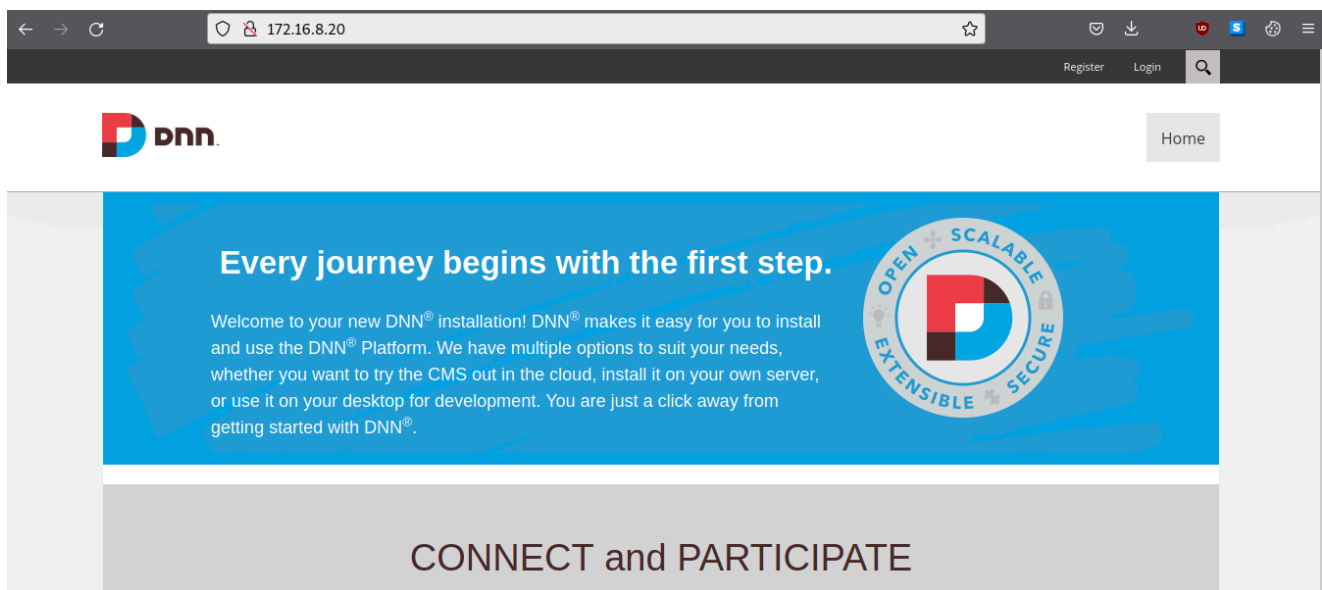 172.16.8.20
Register Login
DNN
Home
Every journey begins with the first step.
Welcome to your new DNN® installation! DNN® makes it easy for you to install
and use the DNN® Platform. We have multiple options to suit your needs,
whether you want to try the CMS out in the cloud, install it on your own server,
or use it on your desktop for development. You are just a click away from
getting started with DNN®.
OPEN SCALABLE
EXTENSIBLE SECURE
CONNECT and PARTICIPATE